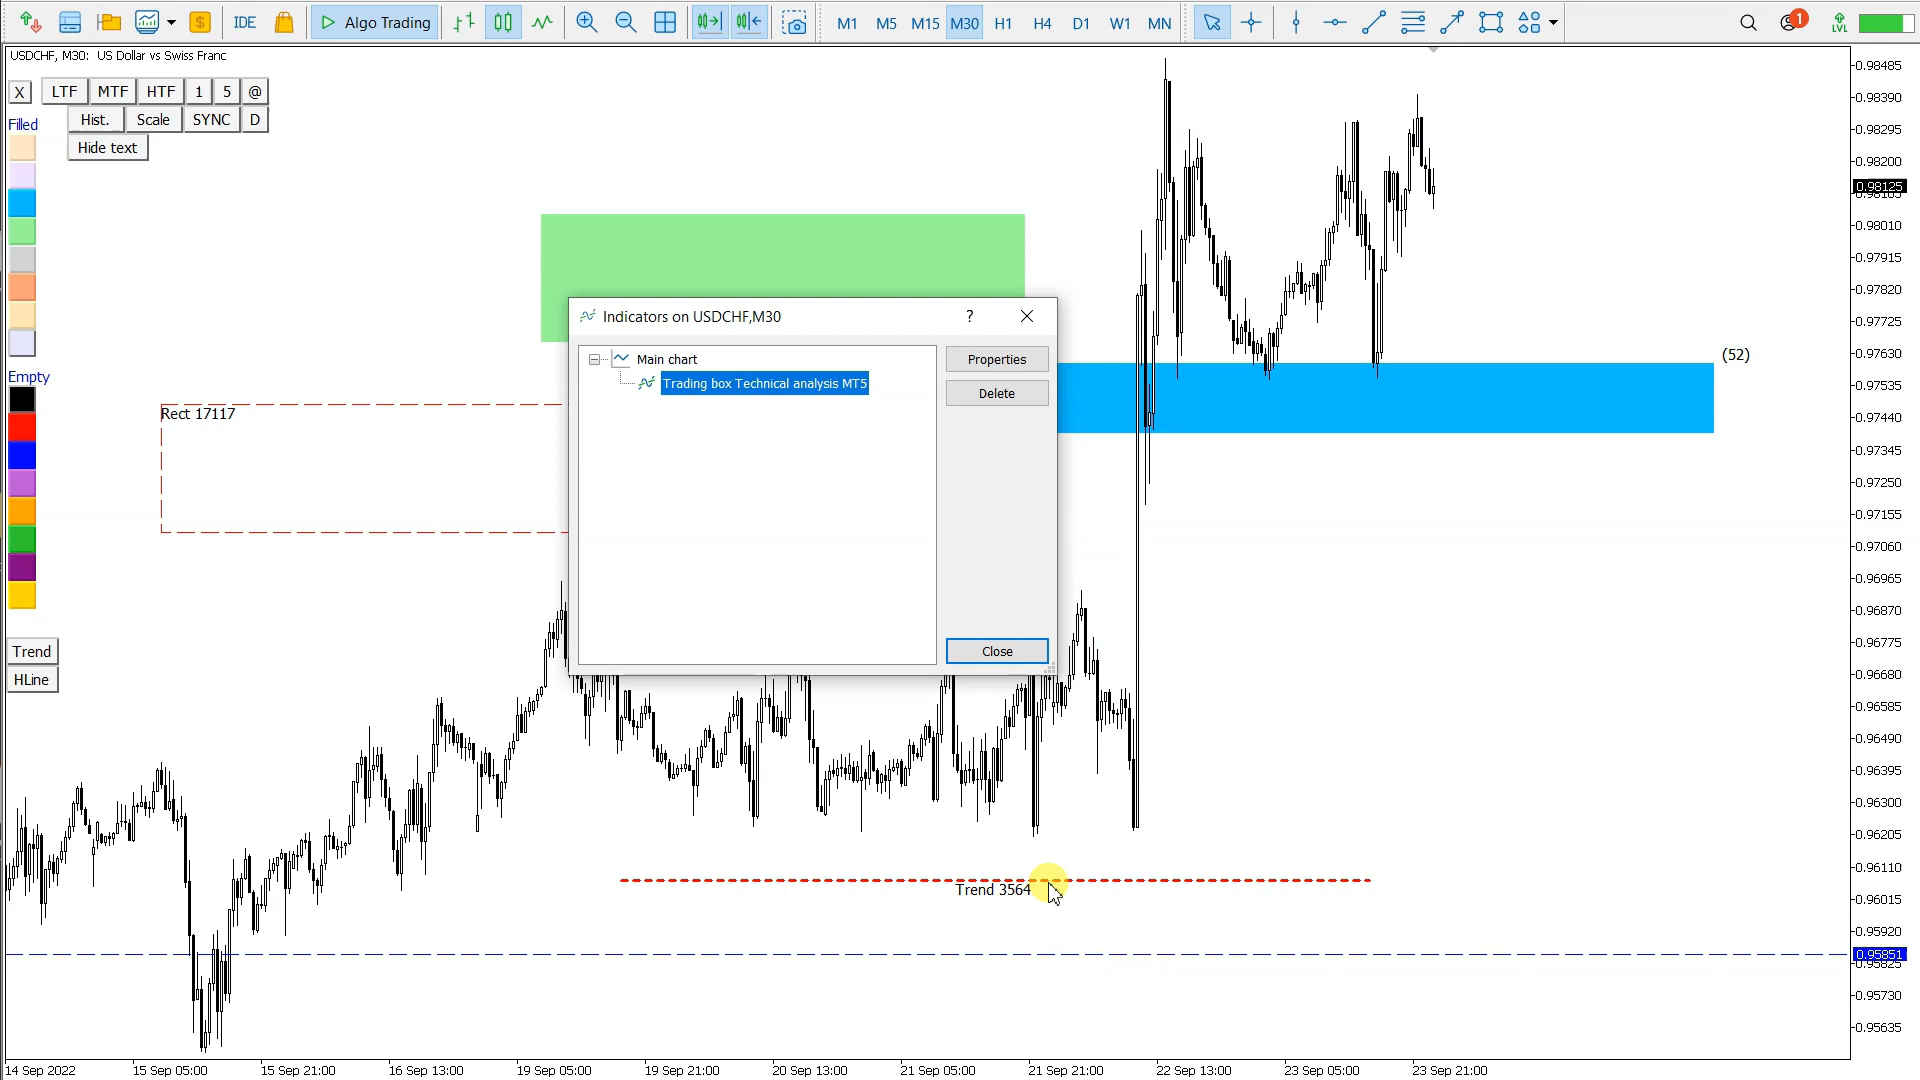 IDE
Algo Trading
M1 M5 M15 M30 H1 H4 D1 W1 MN
1
LVL
USDCHF, M30: US Dollar vs Swiss Franc
X LTF MTF HTF 1 5 @
Hist. Scale SYNC D
Hide text
Filled
Empty
Trend
HLine
Rect 17117
Indicators on USDCHF,M30
?
Main chart
Trading box Technical analysis MT5
Properties
Delete
Close
(52)
Trend 3564
0.98485
0.98390
0.98295
0.98200
0.98125
0.98105
0.98010
0.97915
0.97820
0.97725
0.97630
0.97535
0.97440
0.97345
0.97250
0.97155
0.97060
0.96965
0.96870
0.96775
0.96680
0.96585
0.96490
0.96395
0.96300
0.96205
0.96110
0.96015
0.95920
0.95851
0.95825
0.95730
0.95635
14 Sep 2022 15 Sep 05:00 15 Sep 21:00 16 Sep 13:00 19 Sep 05:00 19 Sep 21:00 20 Sep 13:00 21 Sep 05:00 21 Sep 21:00 22 Sep 13:00 23 Sep 05:00 23 Sep 21:00